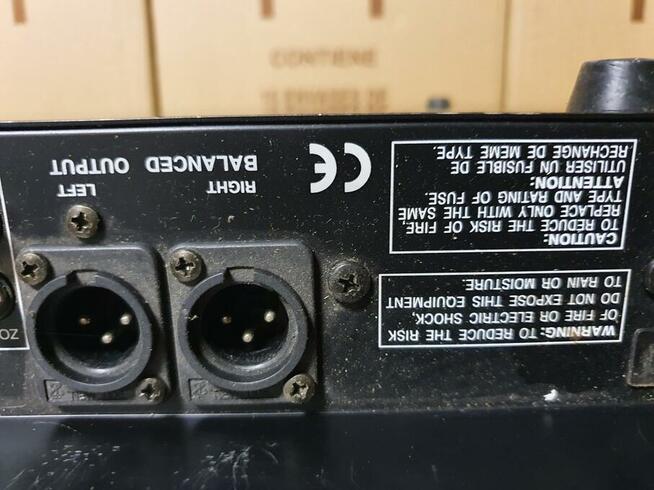 CONTIENE
WARNING: TO REDUCE THE RISK
OF FIRE OR ELECTRIC SHOCK,
DO NOT EXPOSE THIS EQUIPMENT
TO RAIN OR MOISTURE.
CAUTION:
TO REDUCE THE RISK OF FIRE,
REPLACE ONLY WITH THE SAME
TYPE AND RATING OF FUSE.
ATTENTION:
UTILISER UN FUSIBLE DE
RECHANGE DE MEME TYPE.
CE
RIGHT
LEFT
BALANCED OUTPUT